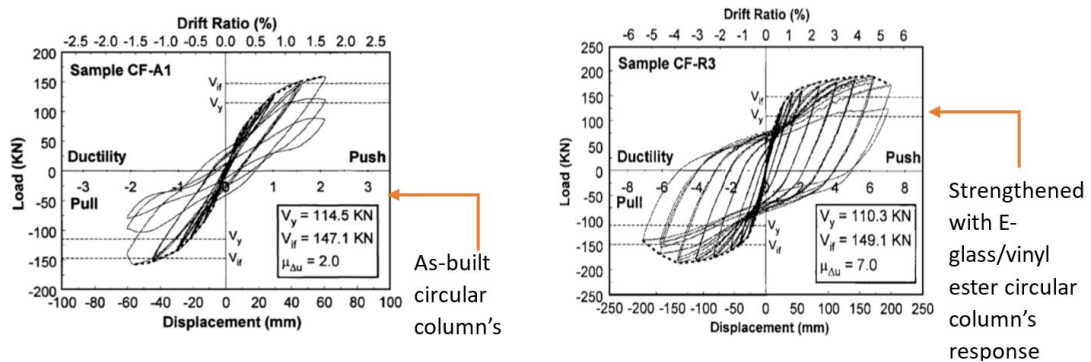 Drift Ratio (%)
-2.5 -2.0 -1.5 -1.0 -0.5 0.0 0.5 1.0 1.5 2.0 2.5
200
150
100
50
0
-50
-100
-150
-200
Load (KN)
Sample CF-A1
Vif
Vy
Ductility
Push
-3 -2 -1 0 1 2 3
Pull
Vy
Vif
Vy = 114.5 KN
Vif = 147.1 KN
μΔu = 2.0
-100 -80 -60 -40 -20 0 20 40 60 80 100
Displacement (mm)
As-built
circular
column's
Drift Ratio (%)
-6 -5 -4 -3 -2 -1 0 1 2 3 4 5 6
250
200
150
100
50
0
-50
-100
-150
-200
-250
Load (KN)
Sample CF-R3
Vif
Vy
Ductility
Push
-8 -6 -4 -2 0 2 4 6 8
Pull
Vy
Vif
Vy = 110.3 KN
Vif = 149.1 KN
μΔu = 7.0
-250 -200 -150 -100 -50 0 50 100 150 200 250
Displacement (mm)
Strengthened
with E-
glass/vinyl
ester circular
column's
response